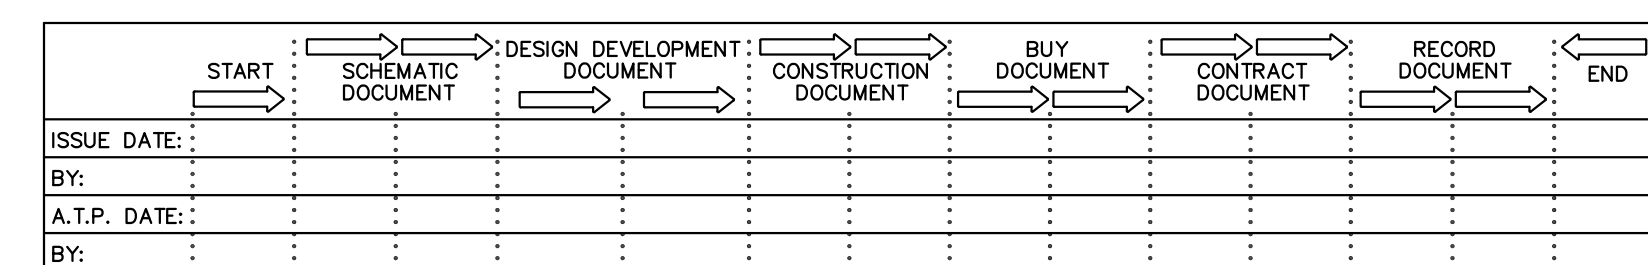 START
SCHEMATIC
DOCUMENT
DESIGN DEVELOPMENT
DOCUMENT
CONSTRUCTION
DOCUMENT
BUY
DOCUMENT
CONTRACT
DOCUMENT
RECORD
DOCUMENT
END
ISSUE DATE:
BY:
A.T.P. DATE:
BY: